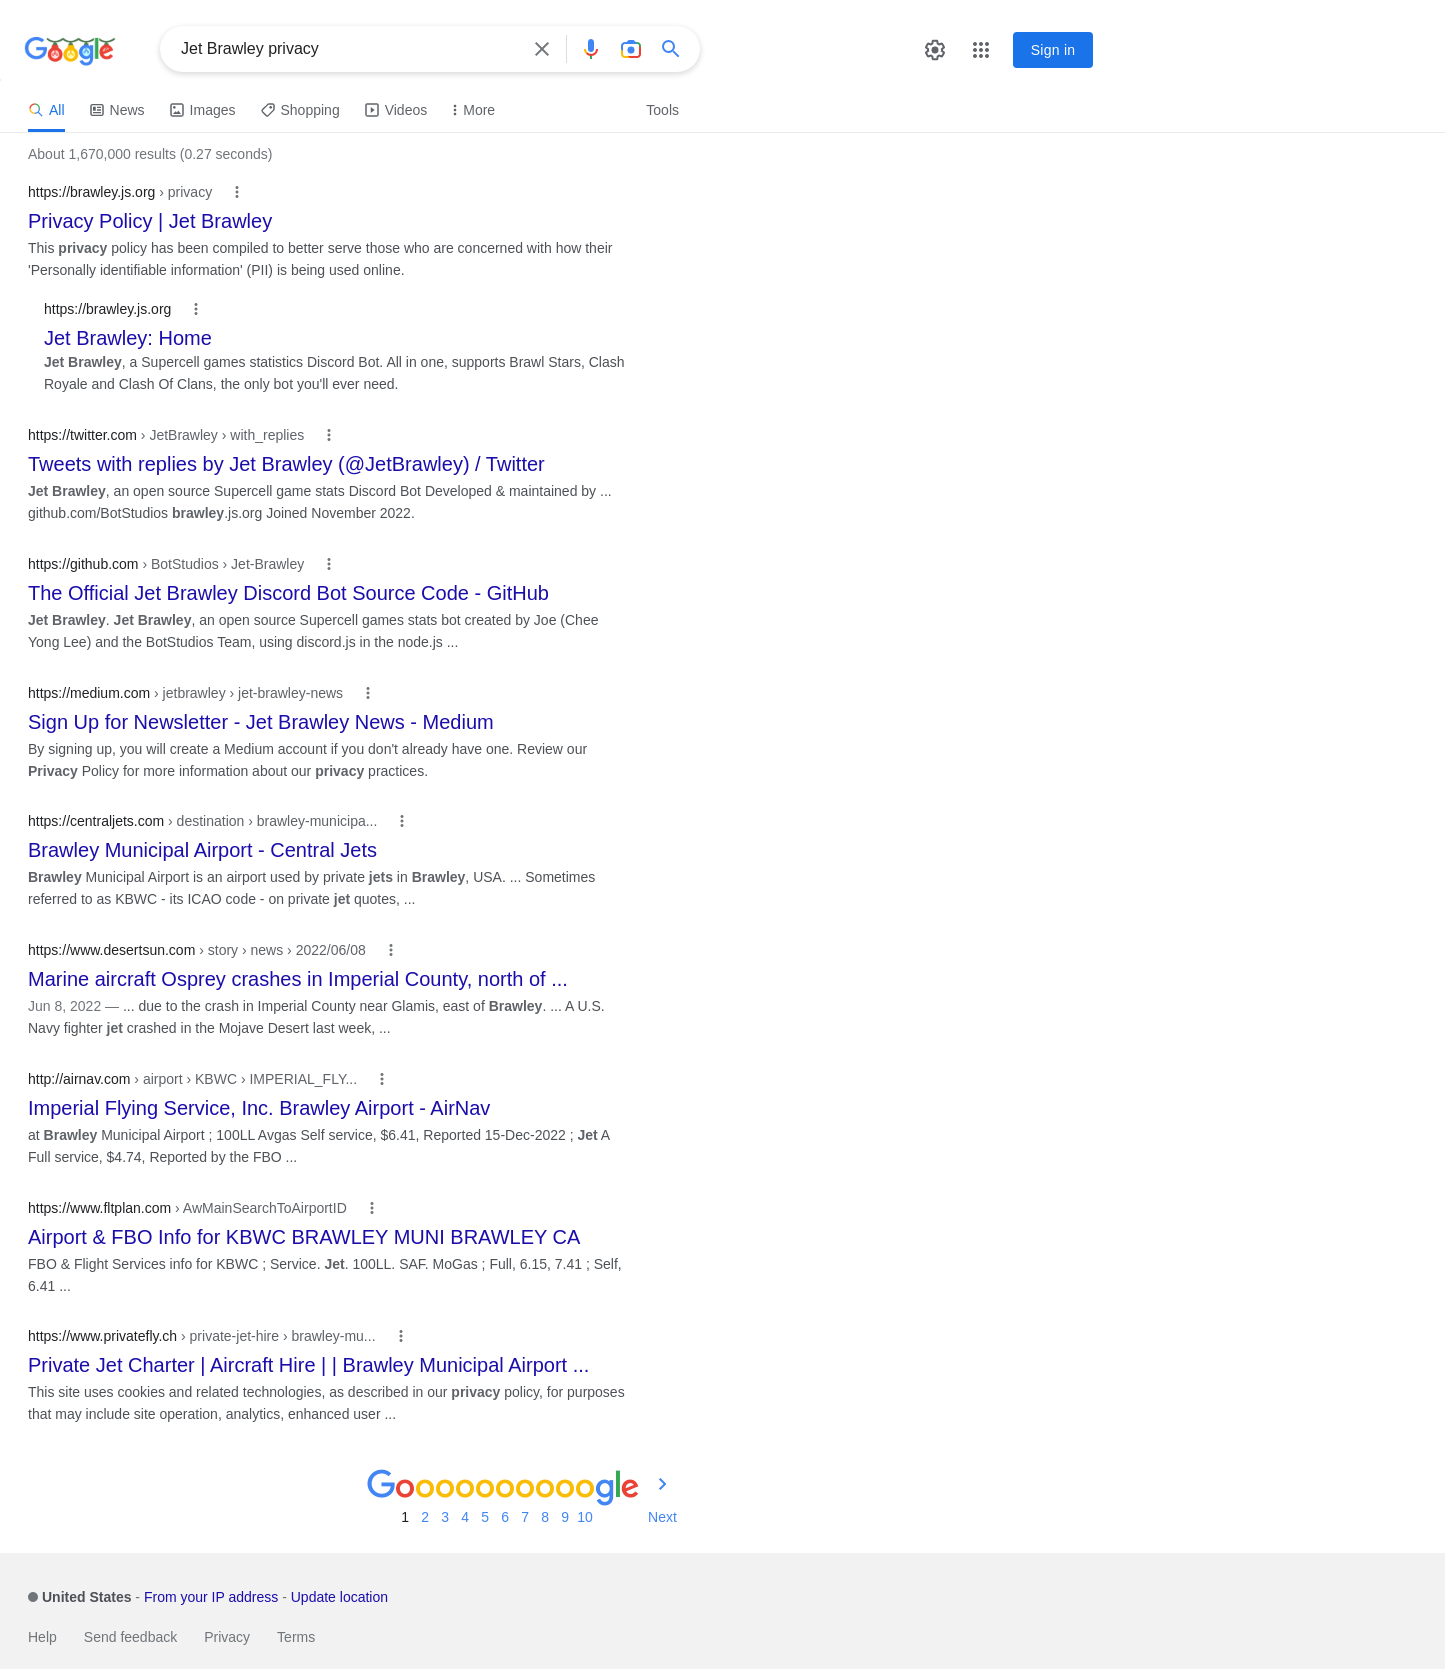 Google
Jet Brawley privacy
Sign in
All News Images Shopping Videos More Tools
About 1,670,000 results (0.27 seconds)
https://brawley.js.org › privacy
Privacy Policy | Jet Brawley
This privacy policy has been compiled to better serve those who are concerned with how their
'Personally identifiable information' (PII) is being used online.
https://brawley.js.org
Jet Brawley: Home
Jet Brawley, a Supercell games statistics Discord Bot. All in one, supports Brawl Stars, Clash
Royale and Clash Of Clans, the only bot you'll ever need.
https://twitter.com › JetBrawley › with_replies
Tweets with replies by Jet Brawley (@JetBrawley) / Twitter
Jet Brawley, an open source Supercell game stats Discord Bot Developed & maintained by ...
github.com/BotStudios brawley.js.org Joined November 2022.
https://github.com › BotStudios › Jet-Brawley
The Official Jet Brawley Discord Bot Source Code - GitHub
Jet Brawley. Jet Brawley, an open source Supercell games stats bot created by Joe (Chee
Yong Lee) and the BotStudios Team, using discord.js in the node.js ...
https://medium.com › jetbrawley › jet-brawley-news
Sign Up for Newsletter - Jet Brawley News - Medium
By signing up, you will create a Medium account if you don't already have one. Review our
Privacy Policy for more information about our privacy practices.
https://centraljets.com › destination › brawley-municipa...
Brawley Municipal Airport - Central Jets
Brawley Municipal Airport is an airport used by private jets in Brawley, USA. ... Sometimes
referred to as KBWC - its ICAO code - on private jet quotes, ...
https://www.desertsun.com › story › news › 2022/06/08
Marine aircraft Osprey crashes in Imperial County, north of ...
Jun 8, 2022 — ... due to the crash in Imperial County near Glamis, east of Brawley. ... A U.S.
Navy fighter jet crashed in the Mojave Desert last week, ...
http://airnav.com › airport › KBWC › IMPERIAL_FLY...
Imperial Flying Service, Inc. Brawley Airport - AirNav
at Brawley Municipal Airport ; 100LL Avgas Self service, $6.41, Reported 15-Dec-2022 ; Jet A
Full service, $4.74, Reported by the FBO ...
https://www.fltplan.com › AwMainSearchToAirportID
Airport & FBO Info for KBWC BRAWLEY MUNI BRAWLEY CA
FBO & Flight Services info for KBWC ; Service. Jet. 100LL. SAF. MoGas ; Full, 6.15, 7.41 ; Self,
6.41 ...
https://www.privatefly.ch › private-jet-hire › brawley-mu...
Private Jet Charter | Aircraft Hire | | Brawley Municipal Airport ...
This site uses cookies and related technologies, as described in our privacy policy, for purposes
that may include site operation, analytics, enhanced user ...
Goooooooooogle
1 2 3 4 5 6 7 8 9 10 Next
United States - From your IP address - Update location
Help Send feedback Privacy Terms